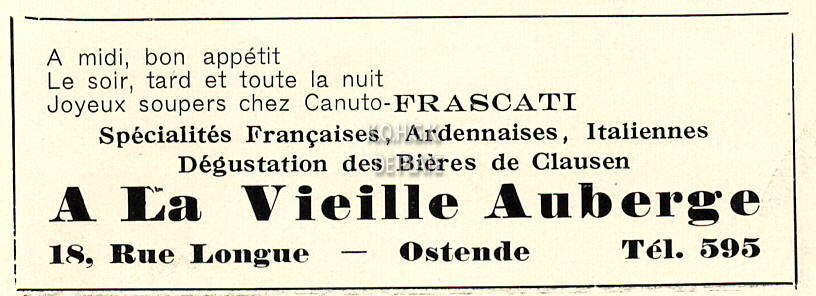 A midi, bon appétit
Le soir, tard et toute la nuit
Joyeux soupers chez Canuto-FRASCATI
Spécialités Françaises, Ardennaises, Italiennes
Dégustation des Bières de Clausen
A La Vieille Auberge
18, Rue Longue — Ostende Tél. 595